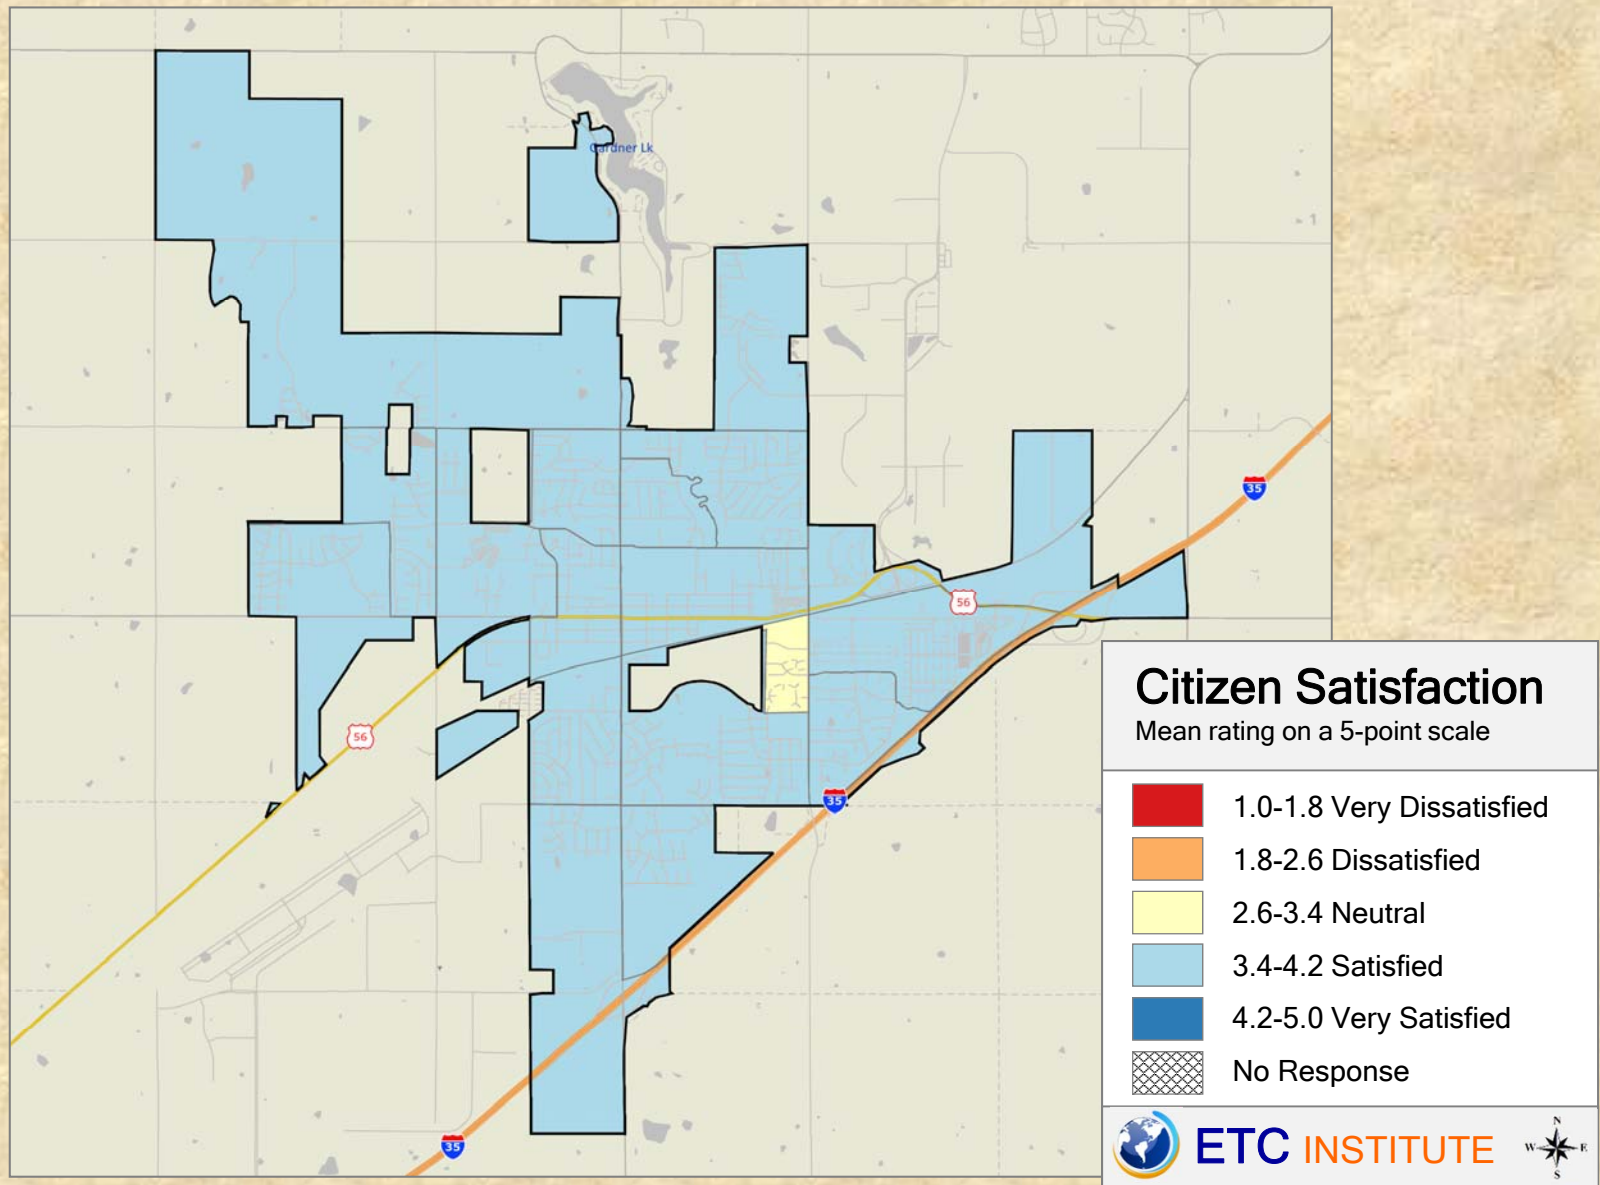 Gardner Lk
1
35
56
56
35
35
Citizen Satisfaction
Mean rating on a 5-point scale
1.0-1.8 Very Dissatisfied
1.8-2.6 Dissatisfied
2.6-3.4 Neutral
3.4-4.2 Satisfied
4.2-5.0 Very Satisfied
No Response
ETC INSTITUTE
N
W E
S